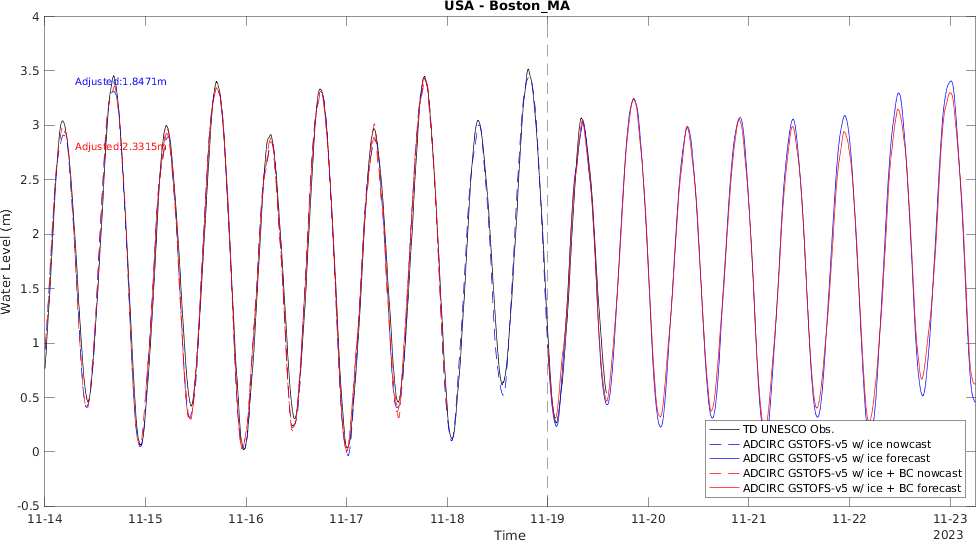 USA - Boston_MA
4
3.5
3
2.5
2
1.5
1
0.5
0
-0.5
Water Level (m)
Adjusted:1.8471m
Adjusted:2.3315m
TD UNESCO Obs.
ADCIRC GSTOFS-v5 w/ ice nowcast
ADCIRC GSTOFS-v5 w/ ice forecast
ADCIRC GSTOFS-v5 w/ ice + BC nowcast
ADCIRC GSTOFS-v5 w/ ice + BC forecast
11-14 11-15 11-16 11-17 11-18 11-19 11-20 11-21 11-22 11-23
Time
2023